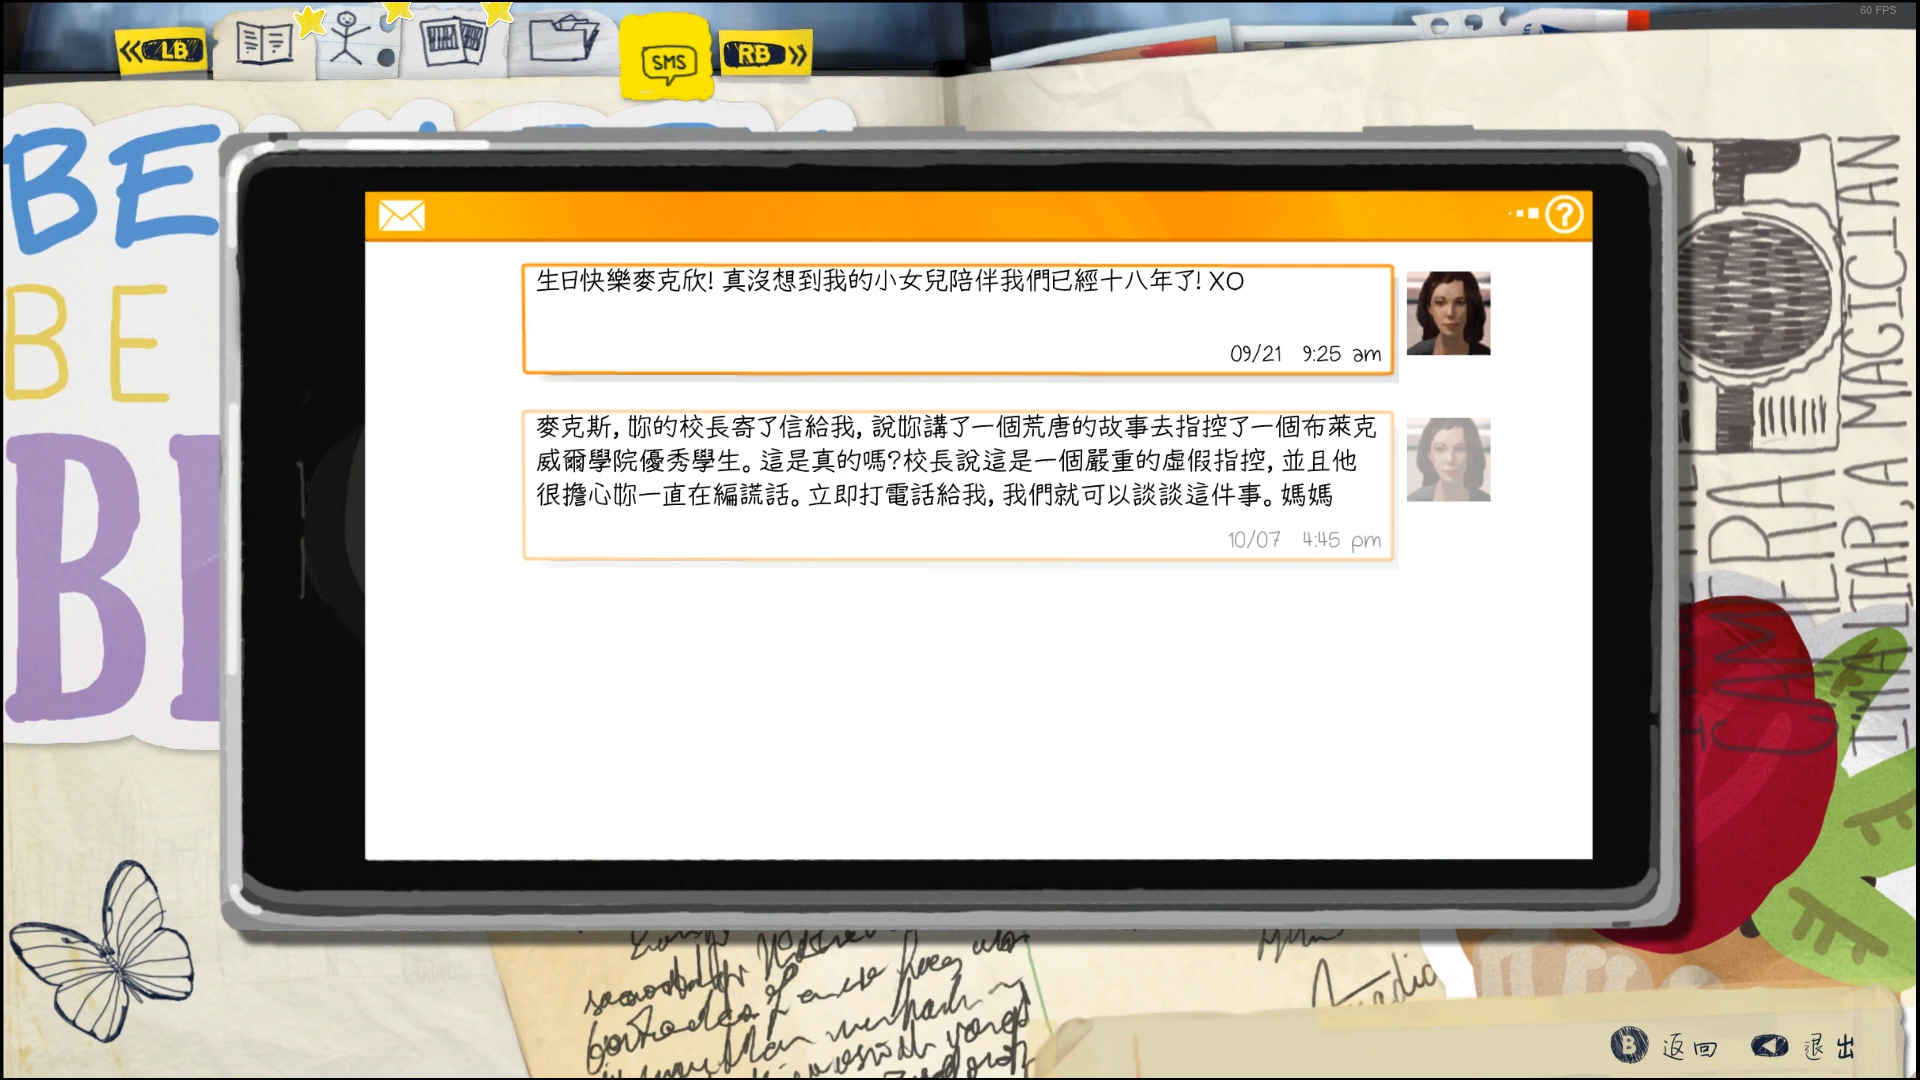 60 FPS
LB
SMS
RB
BE
BE
生日快樂麥克欣! 真沒想到我的小女兒陪伴我們已經十八年了! XO
09/21 9:25 am
麥克斯, 妳的校長寄了信給我, 說妳講了一個荒唐的故事去指控了一個布萊克
威爾學院優秀學生。這是真的嗎?校長說這是一個嚴重的虛假指控, 並且他
很擔心妳一直在編謊話。立即打電話給我, 我們就可以談談這件事。媽媽
10/07 4:45 pm
?
CAMERA
I'M A LIAR, A MAGICIAN
B 返回
退出